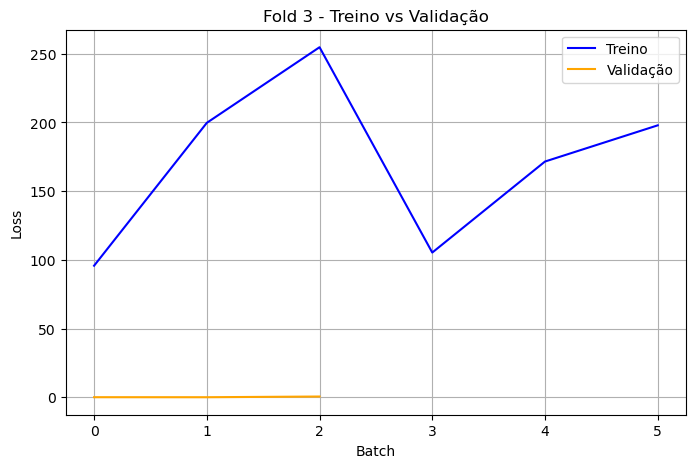 Fold 3 - Treino vs Validação
Treino
Validação
250
200
150
100
50
0
Loss
0 1 2 3 4 5
Batch